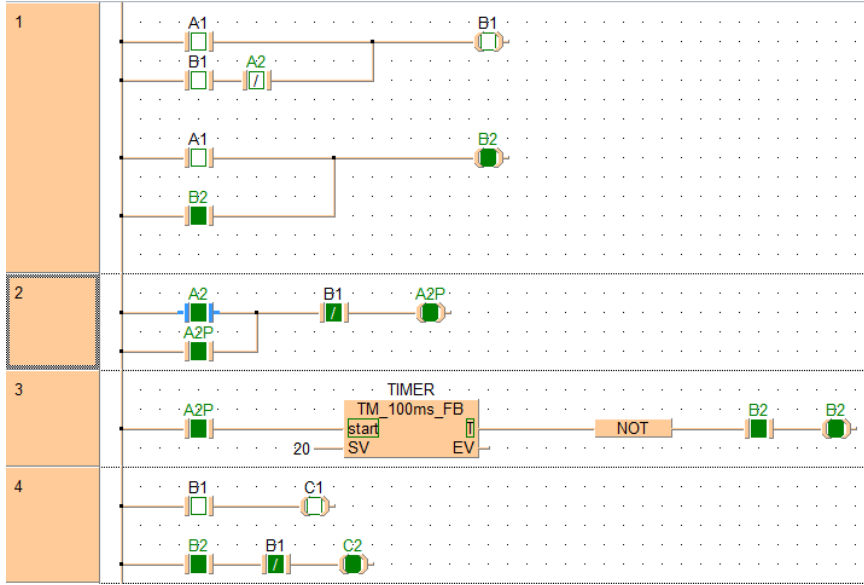 1
A1 B1
B1 A2
/
A1 B2
B2
2
A2 B1 A2P
/
A2P
3
TIMER
A2P TM_100ms_FB B2 B2
start T NOT
20 SV EV
4
B1 C1
B2 B1 C2
/